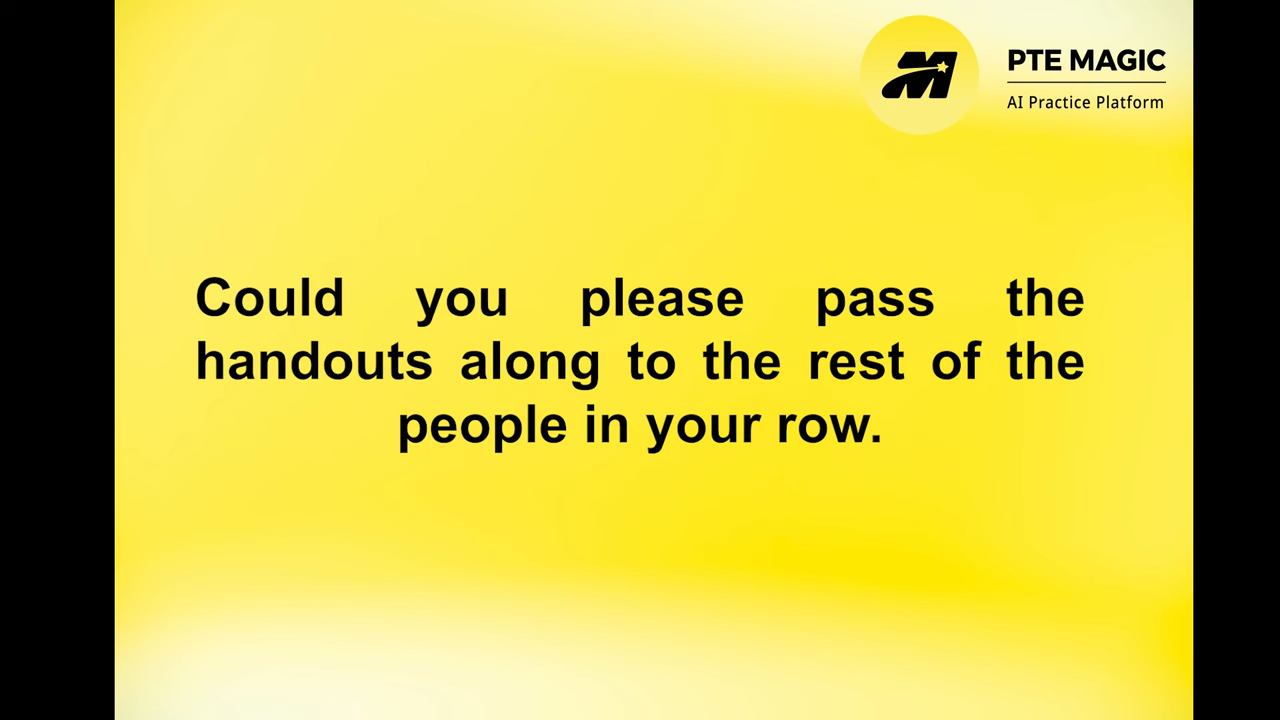 PTE MAGIC
AI Practice Platform
Could you please pass the
handouts along to the rest of the
people in your row.